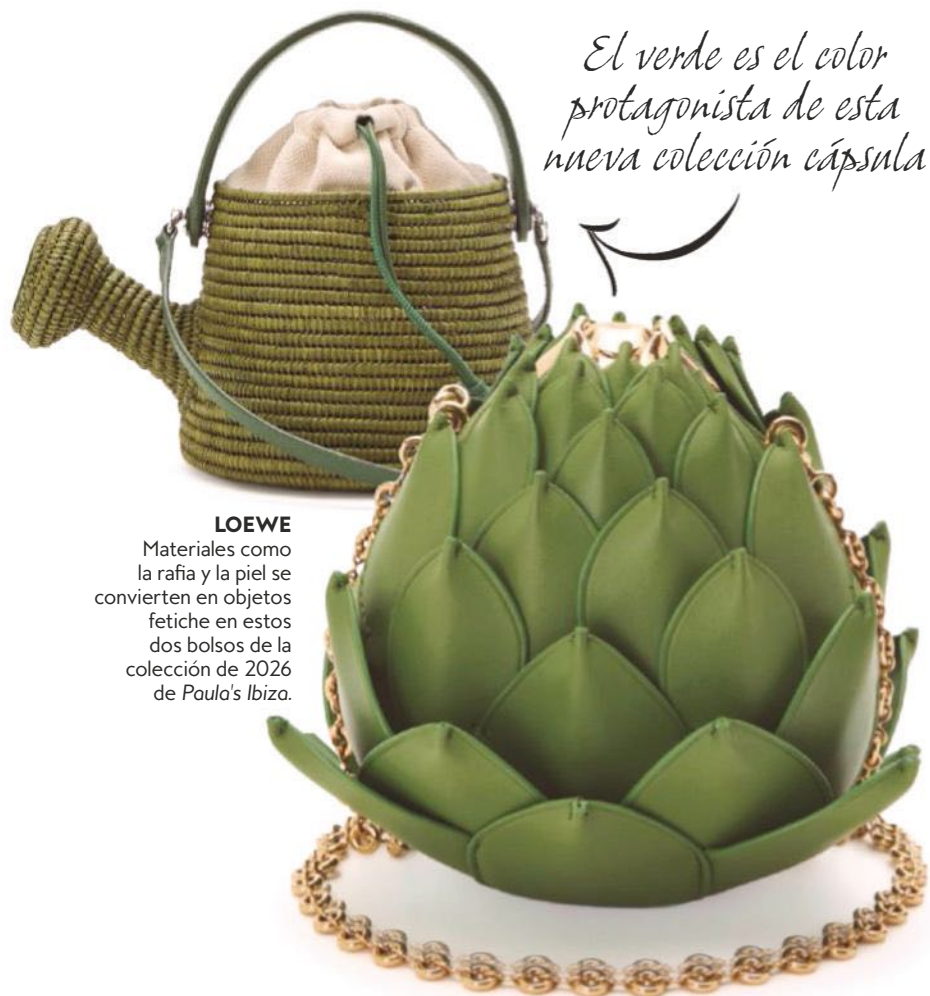 El verde es el color
protagonista de esta
nueva colección cápsula
LOEWE
Materiales como
la rafia y la piel se
convierten en objetos
fetiche en estos
dos bolsos de la
colección de 2026
de Paula's Ibiza.